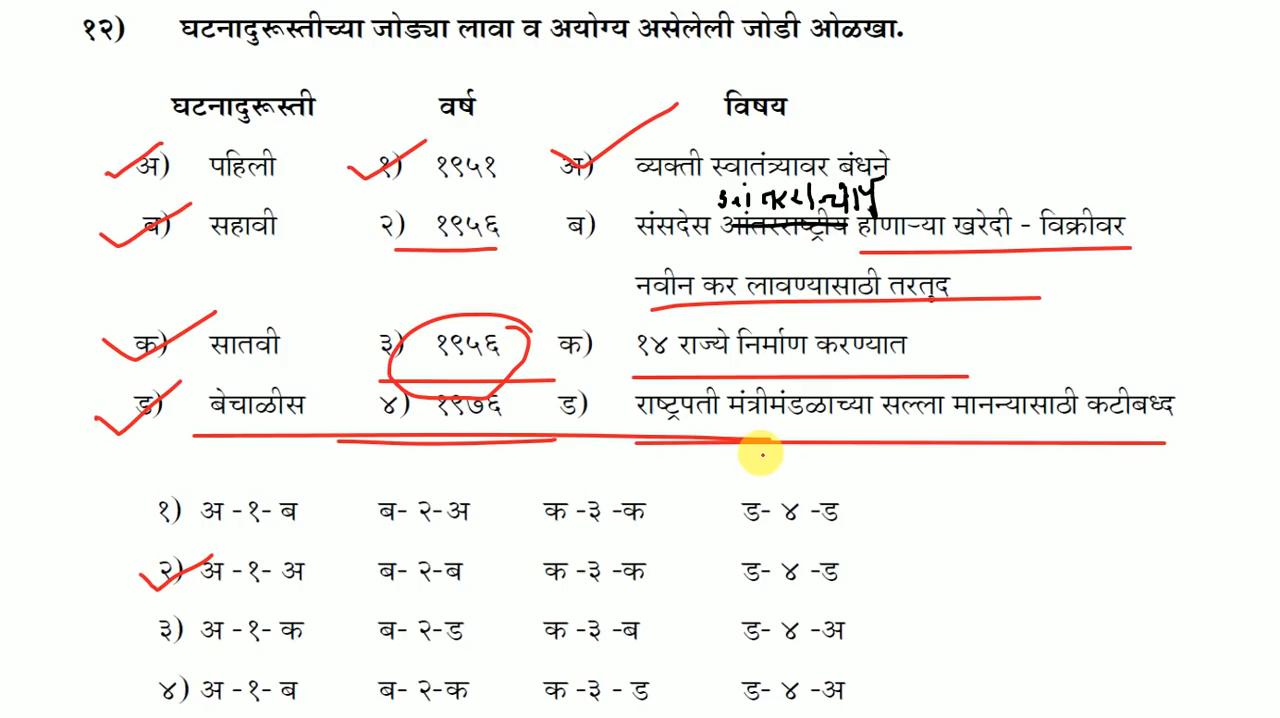 १२) घटनादुरूस्तीच्या जोड्या लावा व अयोग्य असेलेली जोडी ओळखा.
घटनादुरूस्ती वर्ष विषय
अ) पहिली १) १९५१ अ) व्यक्ती स्वातंत्र्यावर बंधने
ब) सहावी २) १९५६ ब) संसदेस आंतरराष्ट्रीय होणाऱ्या खरेदी - विक्रीवर
नवीन कर लावण्यासाठी तरतूद
क) सातवी ३) १९५६ क) १४ राज्ये निर्माण करण्यात
ड) बेचाळीस ४) १९७६ ड) राष्ट्रपती मंत्रीमंडळाच्या सल्ला मानन्यासाठी कटीबध्द
१) अ -१- ब ब- २-अ क -३ -क ड- ४ -ड
२) अ -१- अ ब- २-ब क -३ -क ड- ४ -ड
३) अ -१- क ब- २-ड क -३ -ब ड- ४ -अ
४) अ -१- ब ब- २-क क -३ - ड ड- ४ -अ